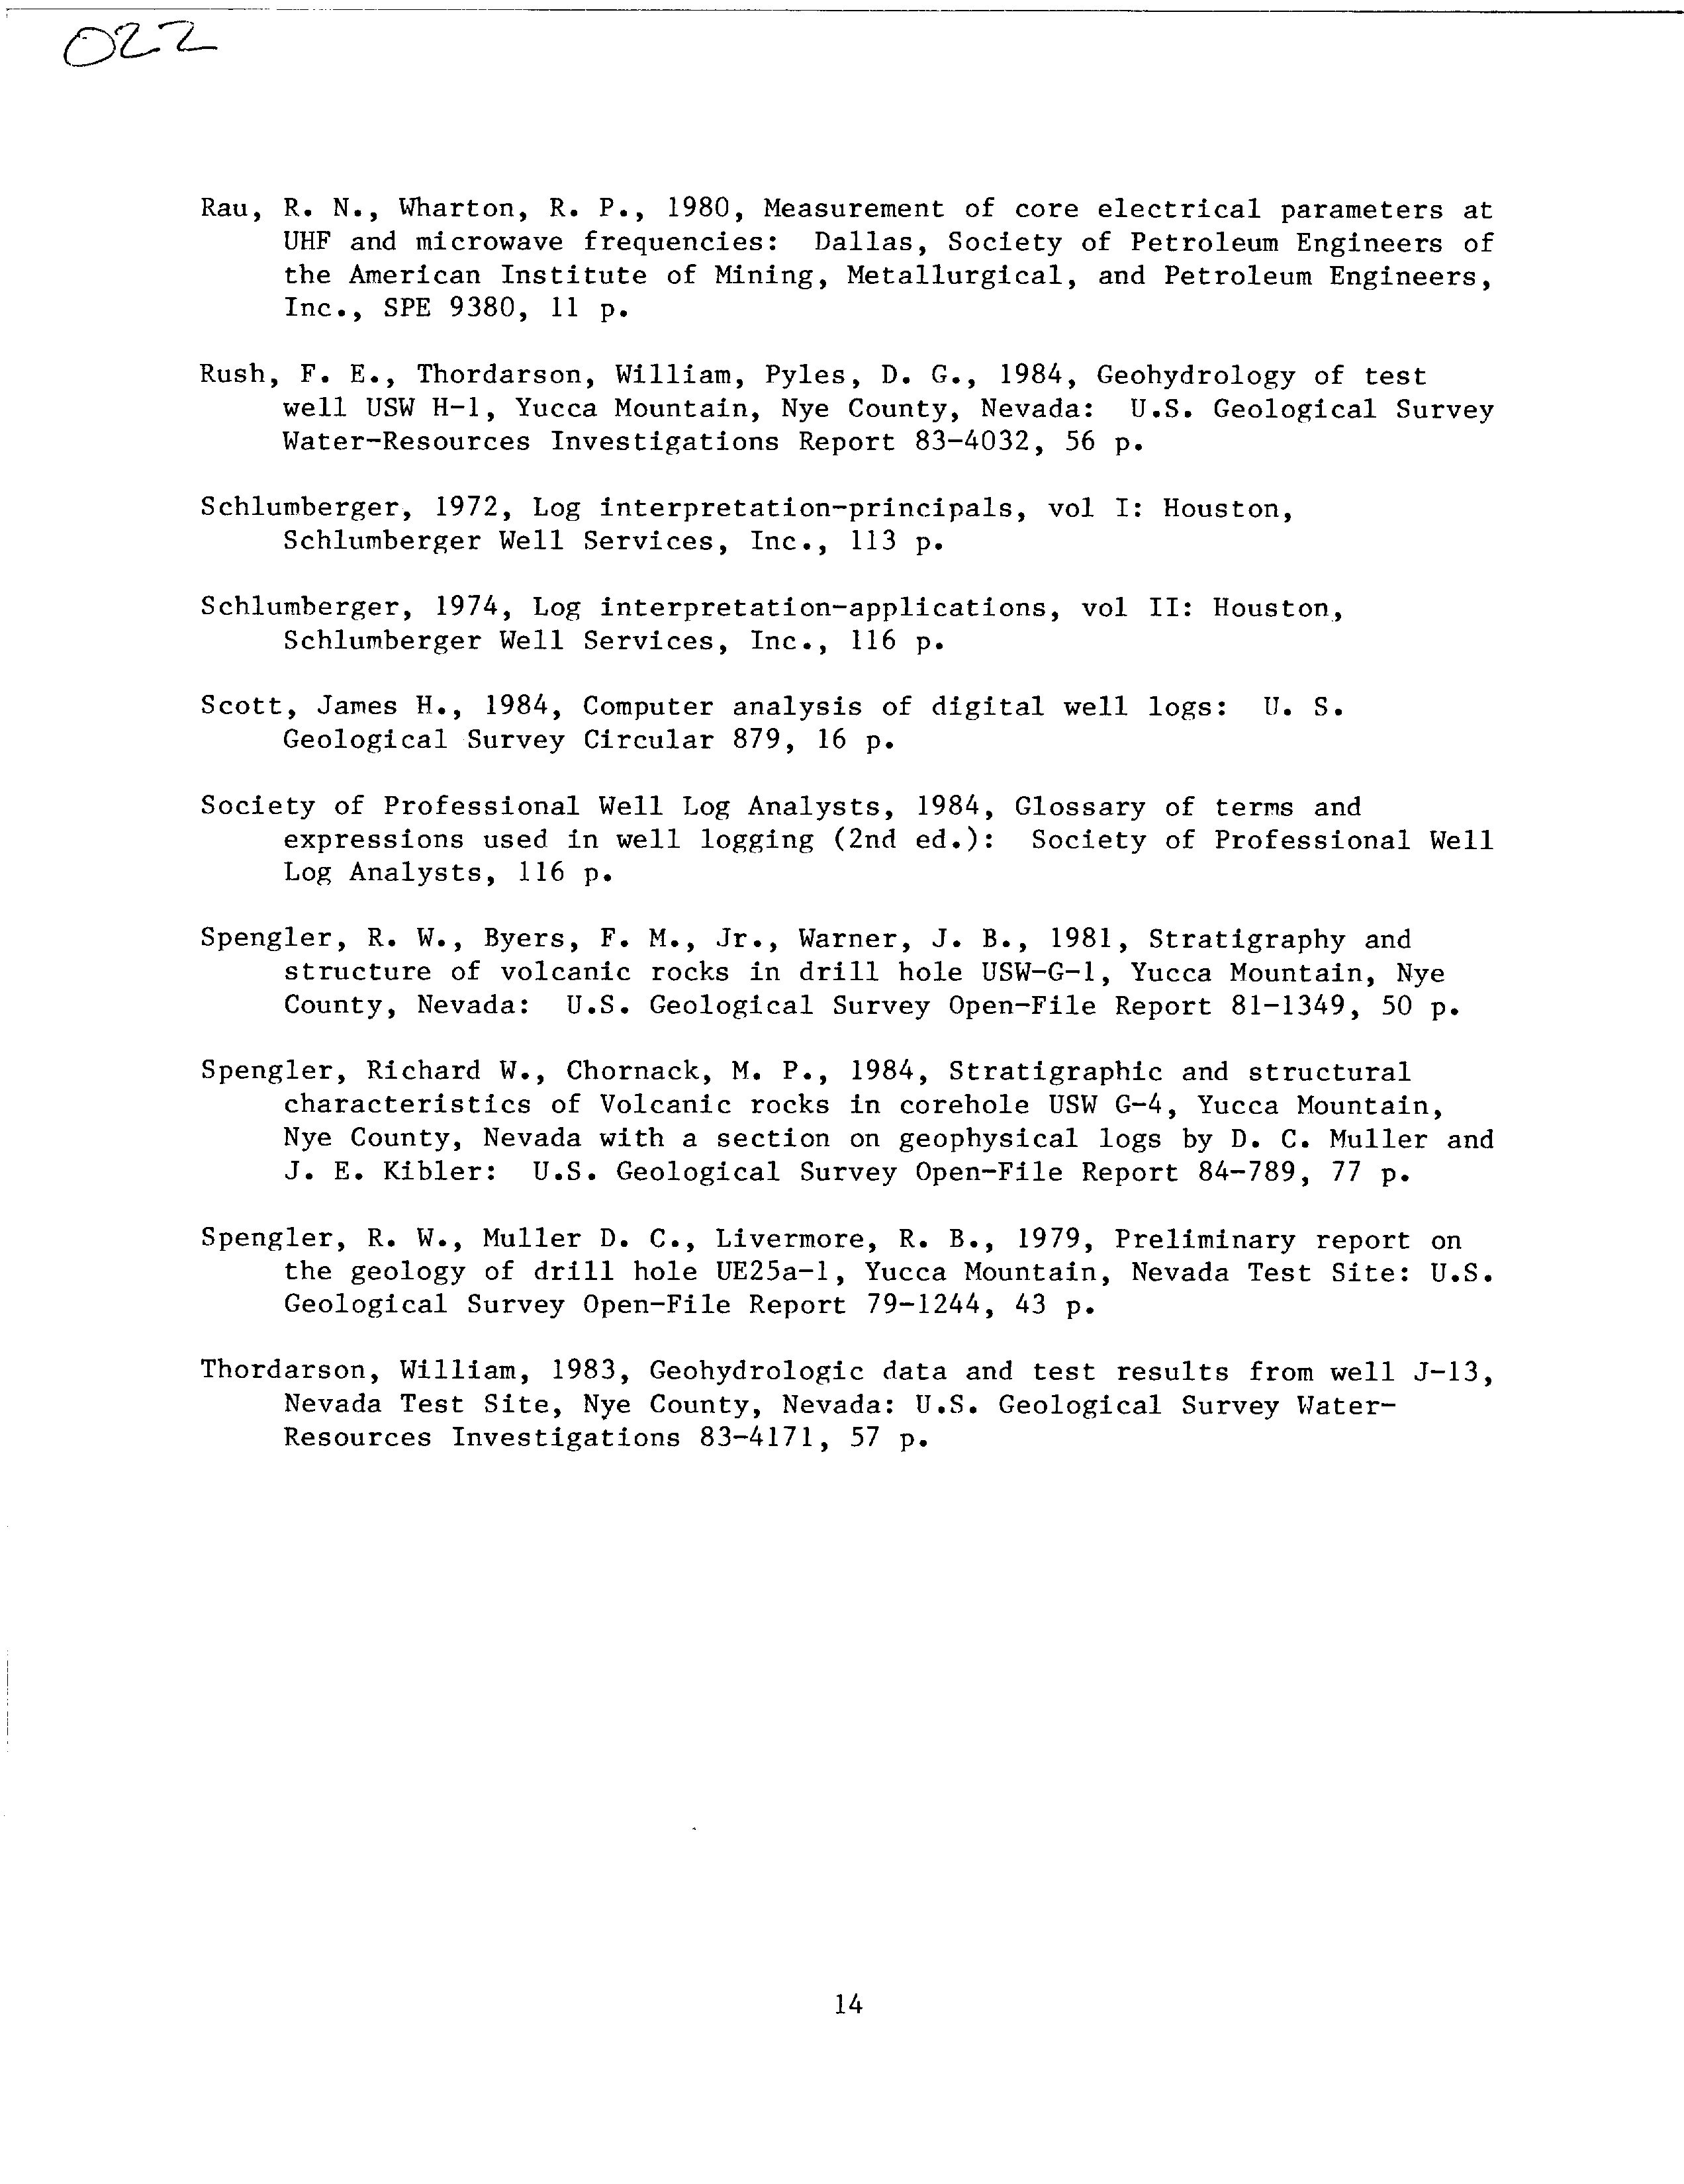 022
Rau, R. N., Wharton, R. P., 1980, Measurement of core electrical parameters at
UHF and microwave frequencies:  Dallas, Society of Petroleum Engineers of
the American Institute of Mining, Metallurgical, and Petroleum Engineers,
Inc., SPE 9380, 11 p.
Rush, F. E., Thordarson, William, Pyles, D. G., 1984, Geohydrology of test
well USW H-1, Yucca Mountain, Nye County, Nevada:  U.S. Geological Survey
Water-Resources Investigations Report 83-4032, 56 p.
Schlumberger, 1972, Log interpretation-principals, vol I: Houston,
Schlumberger Well Services, Inc., 113 p.
Schlumberger, 1974, Log interpretation-applications, vol II: Houston,
Schlumberger Well Services, Inc., 116 p.
Scott, James H., 1984, Computer analysis of digital well logs:  U. S.
Geological Survey Circular 879, 16 p.
Society of Professional Well Log Analysts, 1984, Glossary of terms and
expressions used in well logging (2nd ed.):  Society of Professional Well
Log Analysts, 116 p.
Spengler, R. W., Byers, F. M., Jr., Warner, J. B., 1981, Stratigraphy and
structure of volcanic rocks in drill hole USW-G-1, Yucca Mountain, Nye
County, Nevada:  U.S. Geological Survey Open-File Report 81-1349, 50 p.
Spengler, Richard W., Chornack, M. P., 1984, Stratigraphic and structural
characteristics of Volcanic rocks in corehole USW G-4, Yucca Mountain,
Nye County, Nevada with a section on geophysical logs by D. C. Muller and
J. E. Kibler:  U.S. Geological Survey Open-File Report 84-789, 77 p.
Spengler, R. W., Muller D. C., Livermore, R. B., 1979, Preliminary report on
the geology of drill hole UE25a-1, Yucca Mountain, Nevada Test Site: U.S.
Geological Survey Open-File Report 79-1244, 43 p.
Thordarson, William, 1983, Geohydrologic data and test results from well J-13,
Nevada Test Site, Nye County, Nevada: U.S. Geological Survey Water-
Resources Investigations 83-4171, 57 p.
14